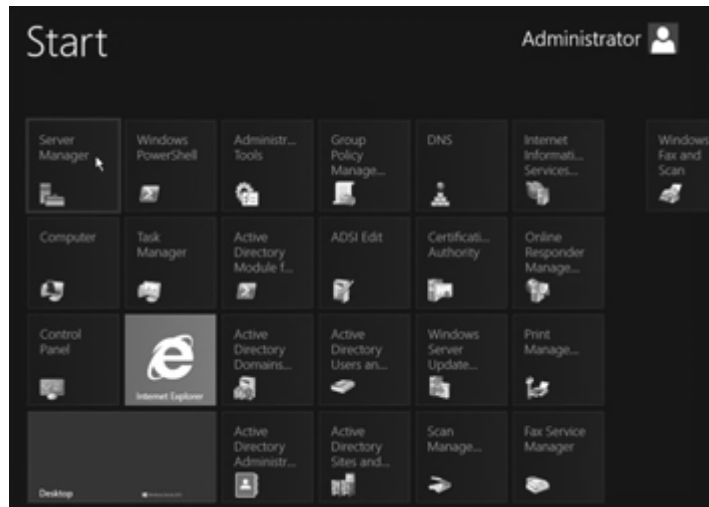 Start
Administrator
Server
Manager
Windows
PowerShell
Administr...
Tools
Group
Policy
Manage...
DNS
Internet
Informati...
Services...
Windows
Fax and
Scan
Computer
Task
Manager
Active
Directory
Module f...
ADSI Edit
Certificati...
Authority
Online
Responder
Manage...
Control
Panel
Internet Explorer
Active
Directory
Domains...
Active
Directory
Users an...
Windows
Server
Update...
Print
Manage...
Desktop
Active
Directory
Administr...
Active
Directory
Sites and...
Scan
Manage...
Fax Service
Manager